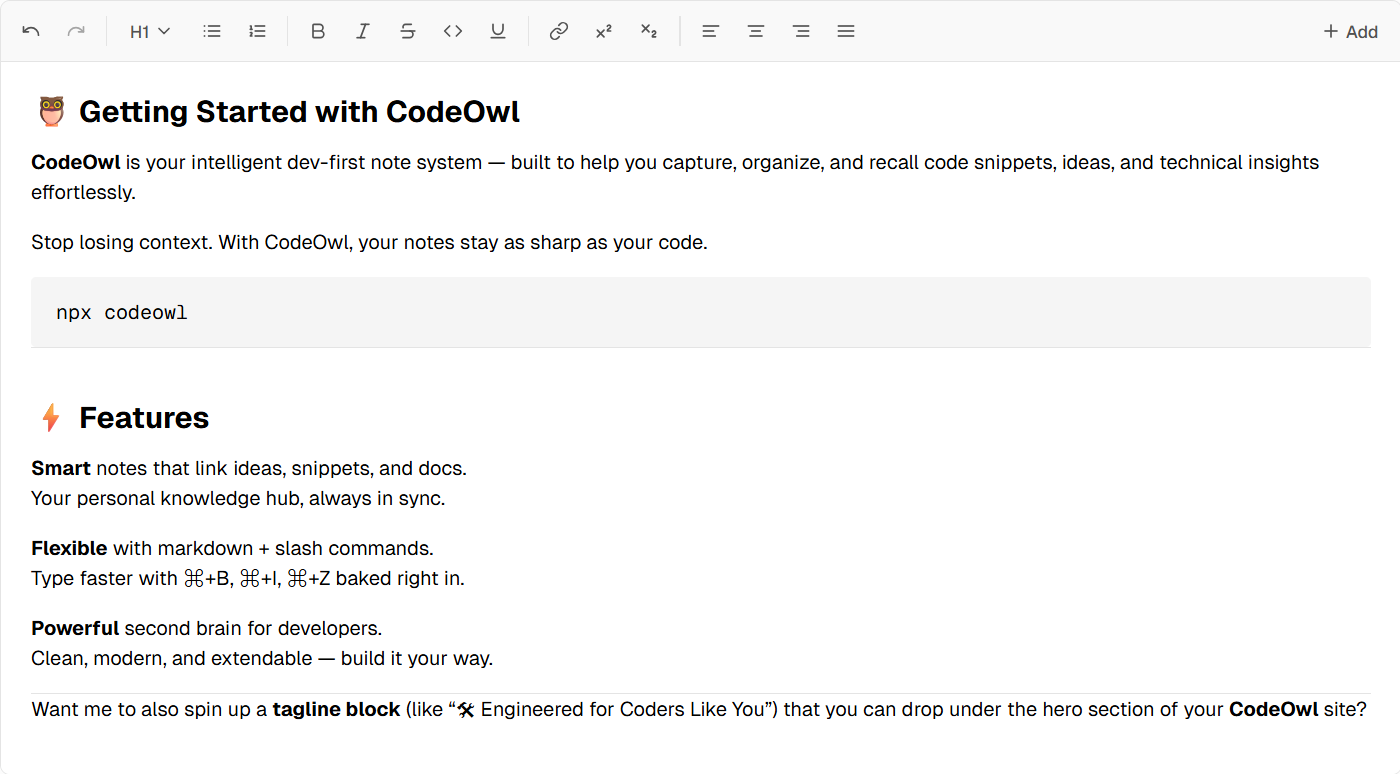 H1
B I S <> U
x² x₂
+ Add
🦉 Getting Started with CodeOwl
CodeOwl is your intelligent dev-first note system — built to help you capture, organize, and recall code snippets, ideas, and technical insights
effortlessly.
Stop losing context. With CodeOwl, your notes stay as sharp as your code.
npx codeowl
⚡ Features
Smart notes that link ideas, snippets, and docs.
Your personal knowledge hub, always in sync.
Flexible with markdown + slash commands.
Type faster with ⌘+B, ⌘+I, ⌘+Z baked right in.
Powerful second brain for developers.
Clean, modern, and extendable — build it your way.
Want me to also spin up a tagline block (like “🛠 Engineered for Coders Like You”) that you can drop under the hero section of your CodeOwl site?